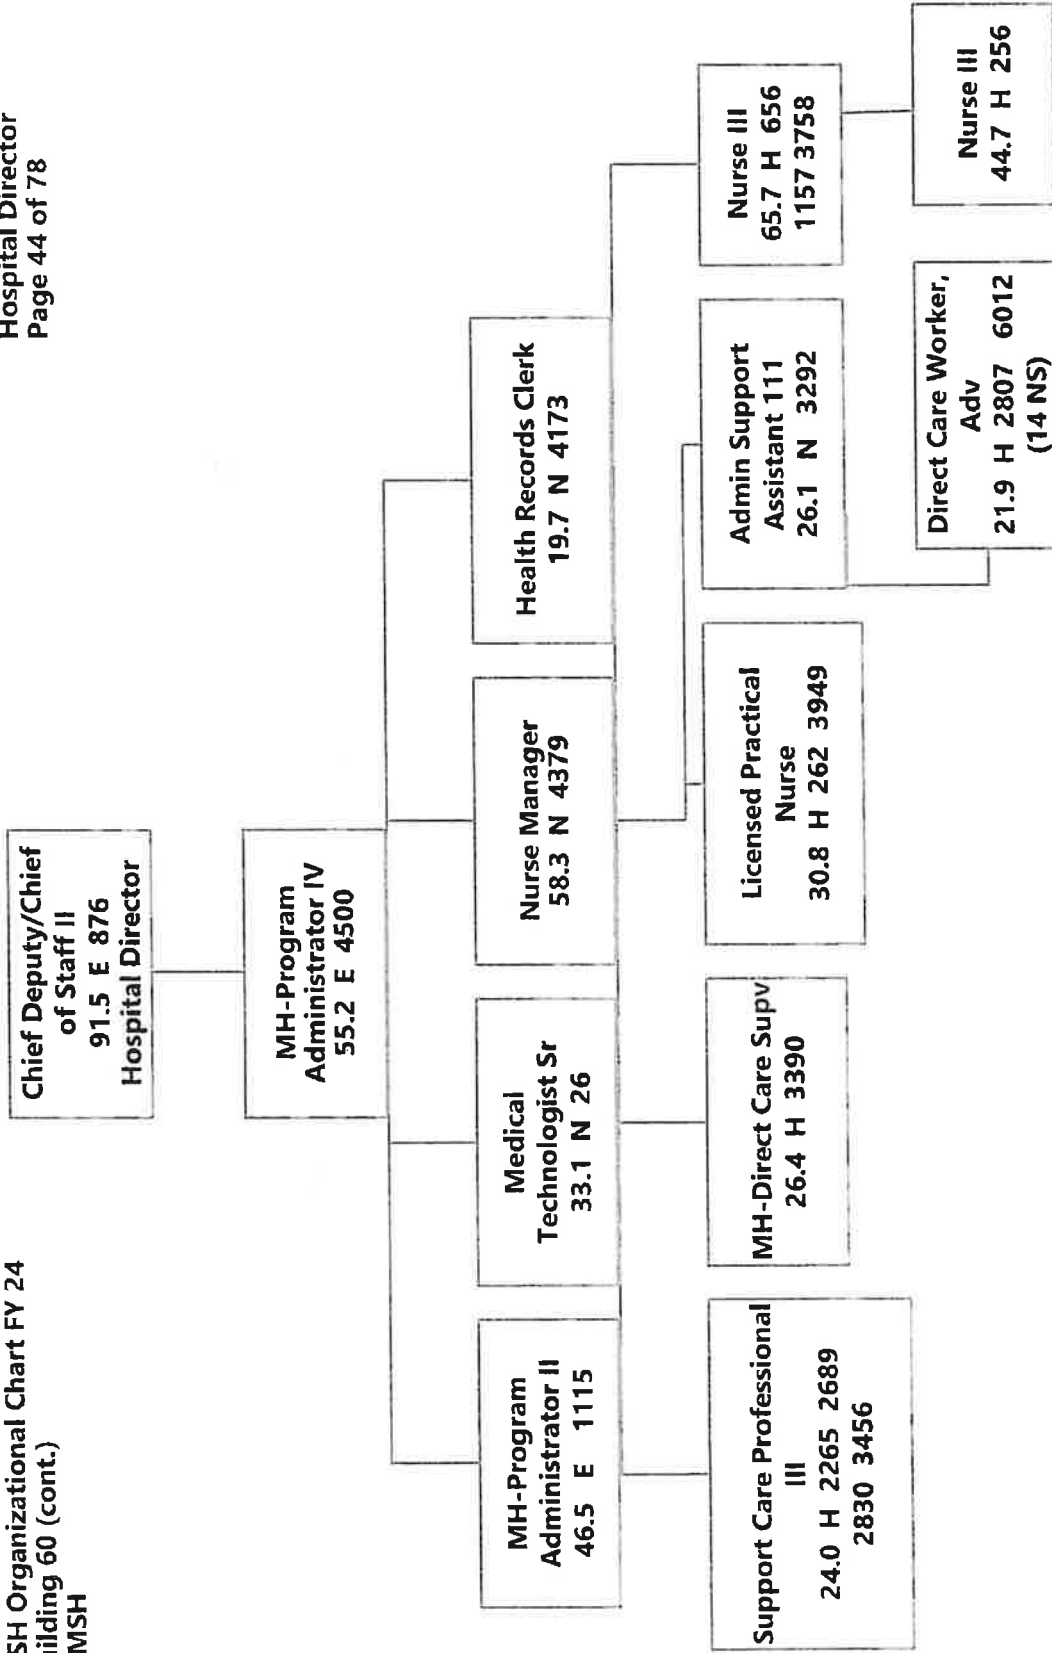 SH Organizational Chart FY 24
uilding 60 (cont.)
MSH
Hospital Director
Page 44 of 78
Chief Deputy/Chief
of Staff II
91.5 E 876
Hospital Director
MH-Program
Administrator IV
55.2 E 4500
MH-Program
Administrator II
46.5 E 1115
Medical
Technologist Sr
33.1 N 26
Nurse Manager
58.3 N 4379
Health Records Clerk
19.7 N 4173
Support Care Professional
III
24.0 H 2265 2689
2830 3456
MH-Direct Care Supv
26.4 H 3390
Licensed Practical
Nurse
30.8 H 262 3949
Admin Support
Assistant 111
26.1 N 3292
Nurse III
65.7 H 656
1157 3758
Direct Care Worker,
Adv
21.9 H 2807 6012
(14 NS)
Nurse III
44.7 H 256